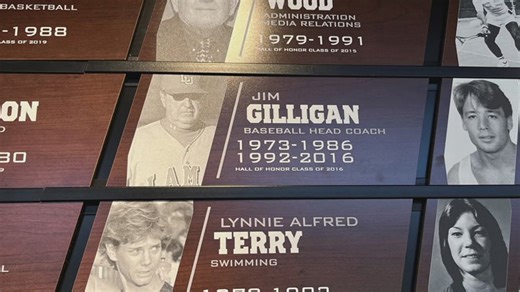 BASKETBALL
-1988
OF 2019
WOOD
ADMINISTRATION
MEDIA RELATIONS
1979-1991
HALL OF HONOR CLASS OF 2015
ON
80
JIM
GILLIGAN
BASEBALL HEAD COACH
1973-1986
1992-2016
HALL OF HONOR CLASS OF 2016
LYNNIE ALFRED
TERRY
SWIMMING